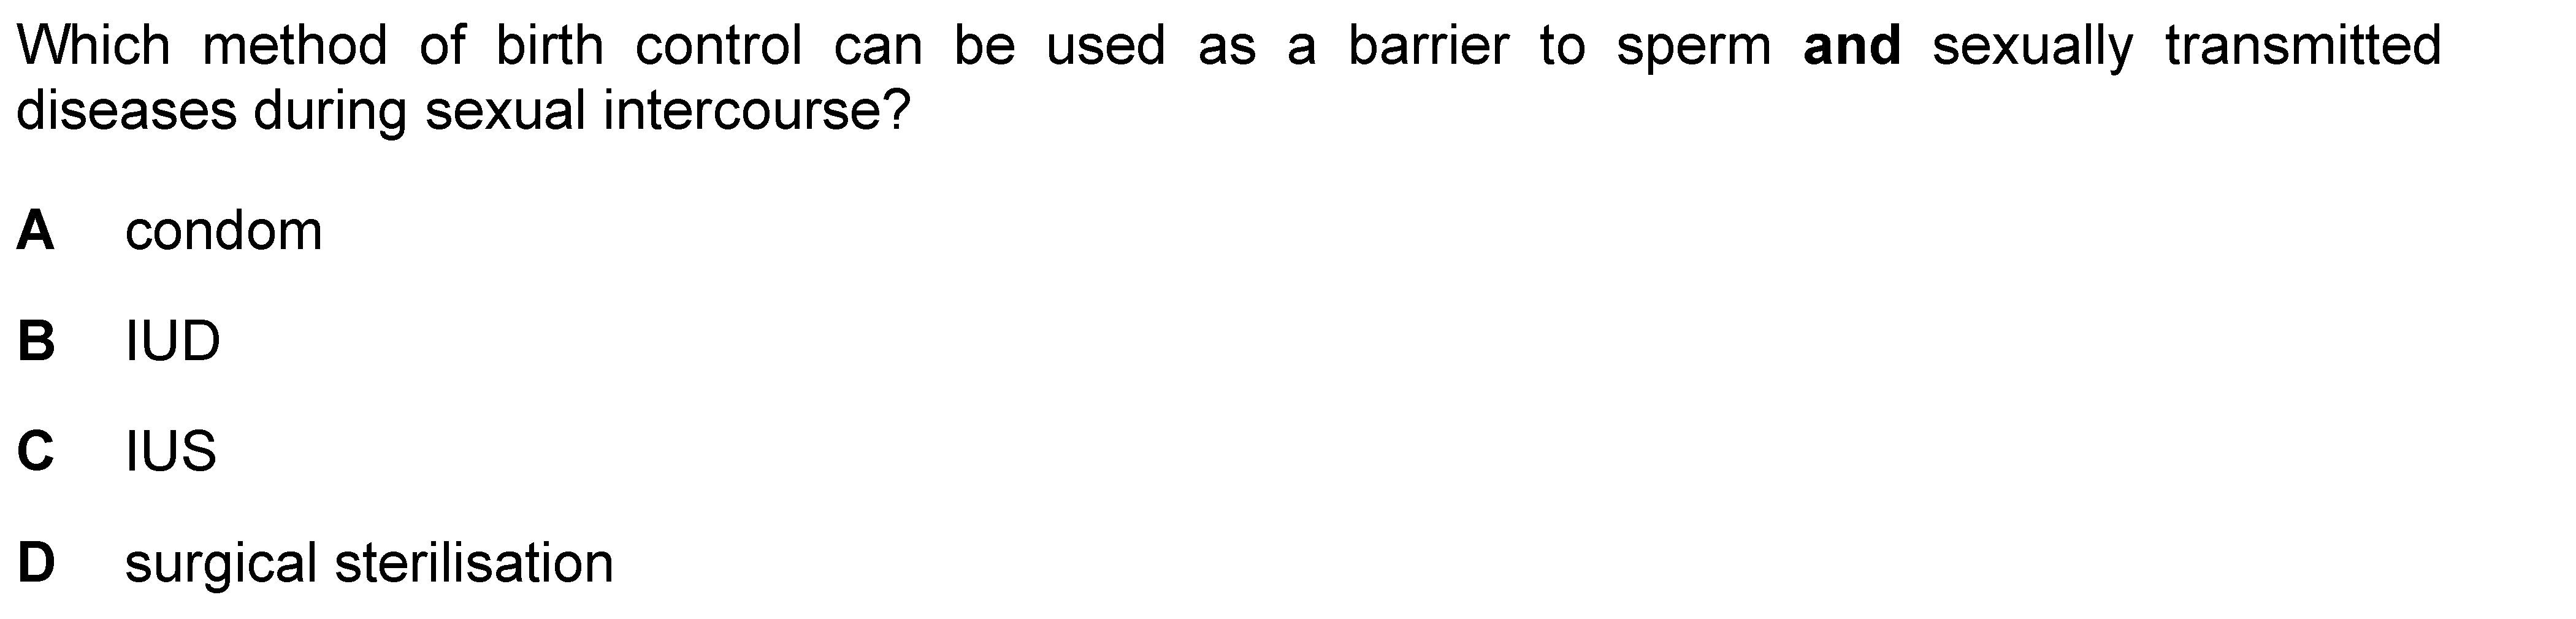 Which method of birth control can be used as a barrier to sperm and sexually transmitted
diseases during sexual intercourse?
A condom
B IUD
C IUS
D surgical sterilisation